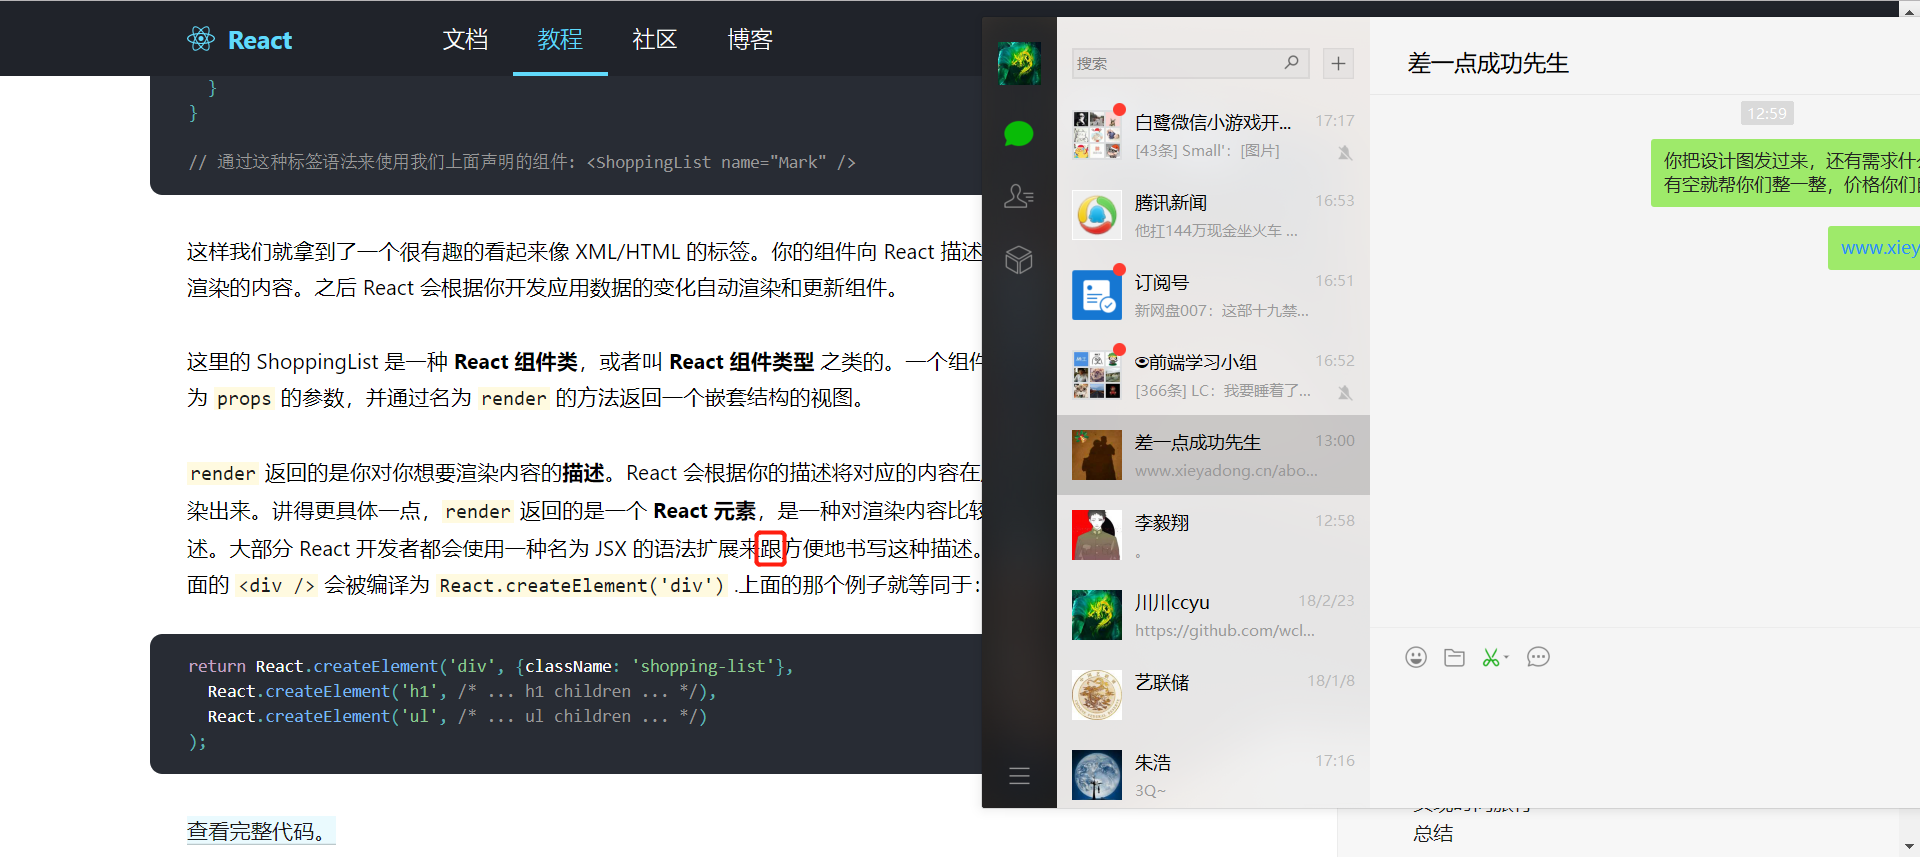 React
文档
教程
社区
博客
}
}
// 通过这种标签语法来使用我们上面声明的组件: <ShoppingList name="Mark" />
这样我们就拿到了一个很有趣的看起来像 XML/HTML 的标签。你的组件向 React 描述
渲染的内容。之后 React 会根据你开发应用数据的变化自动渲染和更新组件。
这里的 ShoppingList 是一种 React 组件类，或者叫 React 组件类型 之类的。一个组件
为 props 的参数，并通过名为 render 的方法返回一个嵌套结构的视图。
render 返回的是你对你想要渲染内容的描述。React 会根据你的描述将对应的内容在
染出来。讲得更具体一点，render 返回的是一个 React 元素，是一种对渲染内容比较
述。大部分 React 开发者都会使用一种名为 JSX 的语法扩展来跟方便地书写这种描述。
面的 <div /> 会被编译为 React.createElement('div') .上面的那个例子就等同于：
return React.createElement('div', {className: 'shopping-list'},
React.createElement('h1', /* ... h1 children ... */),
React.createElement('ul', /* ... ul children ... */)
);
查看完整代码。
搜索
白鹭微信小游戏开...
17:17
[43条] Small'：[图片]
腾讯新闻
16:53
他扛144万现金坐火车 ...
订阅号
16:51
新网盘007：这部十九禁...
前端学习小组
16:52
[366条] LC：我要睡着了...
差一点成功先生
13:00
www.xieyadong.cn/abo...
李毅翔
12:58
。
川川ccyu
18/2/23
https://github.com/wcl...
艺联储
18/1/8
朱浩
17:16
3Q~
差一点成功先生
12:59
你把设计图发过来，还有需求什
有空就帮你们整一整，价格你们
www.xiey
总结